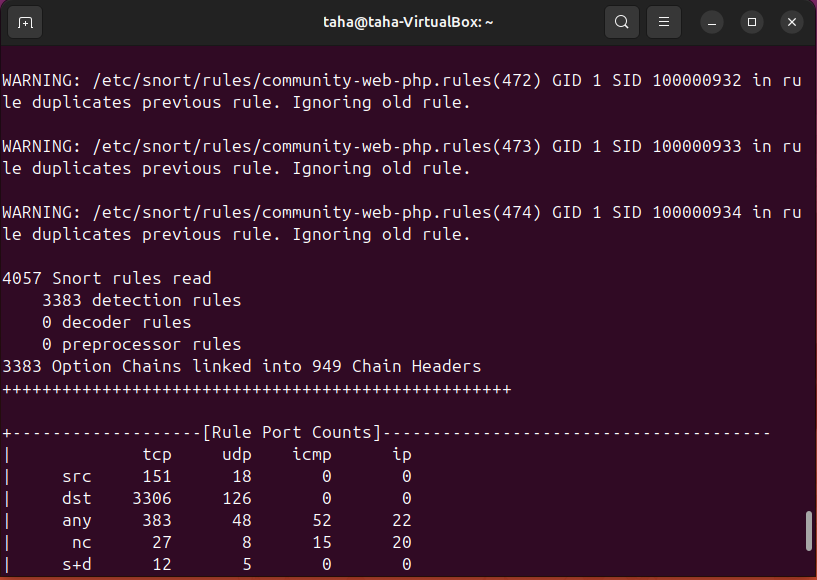 taha@taha-VirtualBox: ~
WARNING: /etc/snort/rules/community-web-php.rules(472) GID 1 SID 100000932 in ru
le duplicates previous rule. Ignoring old rule.
WARNING: /etc/snort/rules/community-web-php.rules(473) GID 1 SID 100000933 in ru
le duplicates previous rule. Ignoring old rule.
WARNING: /etc/snort/rules/community-web-php.rules(474) GID 1 SID 100000934 in ru
le duplicates previous rule. Ignoring old rule.
4057 Snort rules read
    3383 detection rules
    0 decoder rules
    0 preprocessor rules
3383 Option Chains linked into 949 Chain Headers
+++++++++++++++++++++++++++++++++++++++++++++++++++
+-------------------[Rule Port Counts]---------------------------------------
|             tcp     udp    icmp      ip
|     src     151      18       0       0
|     dst    3306     126       0       0
|     any     383      48      52      22
|      nc      27       8      15      20
|     s+d      12       5       0       0